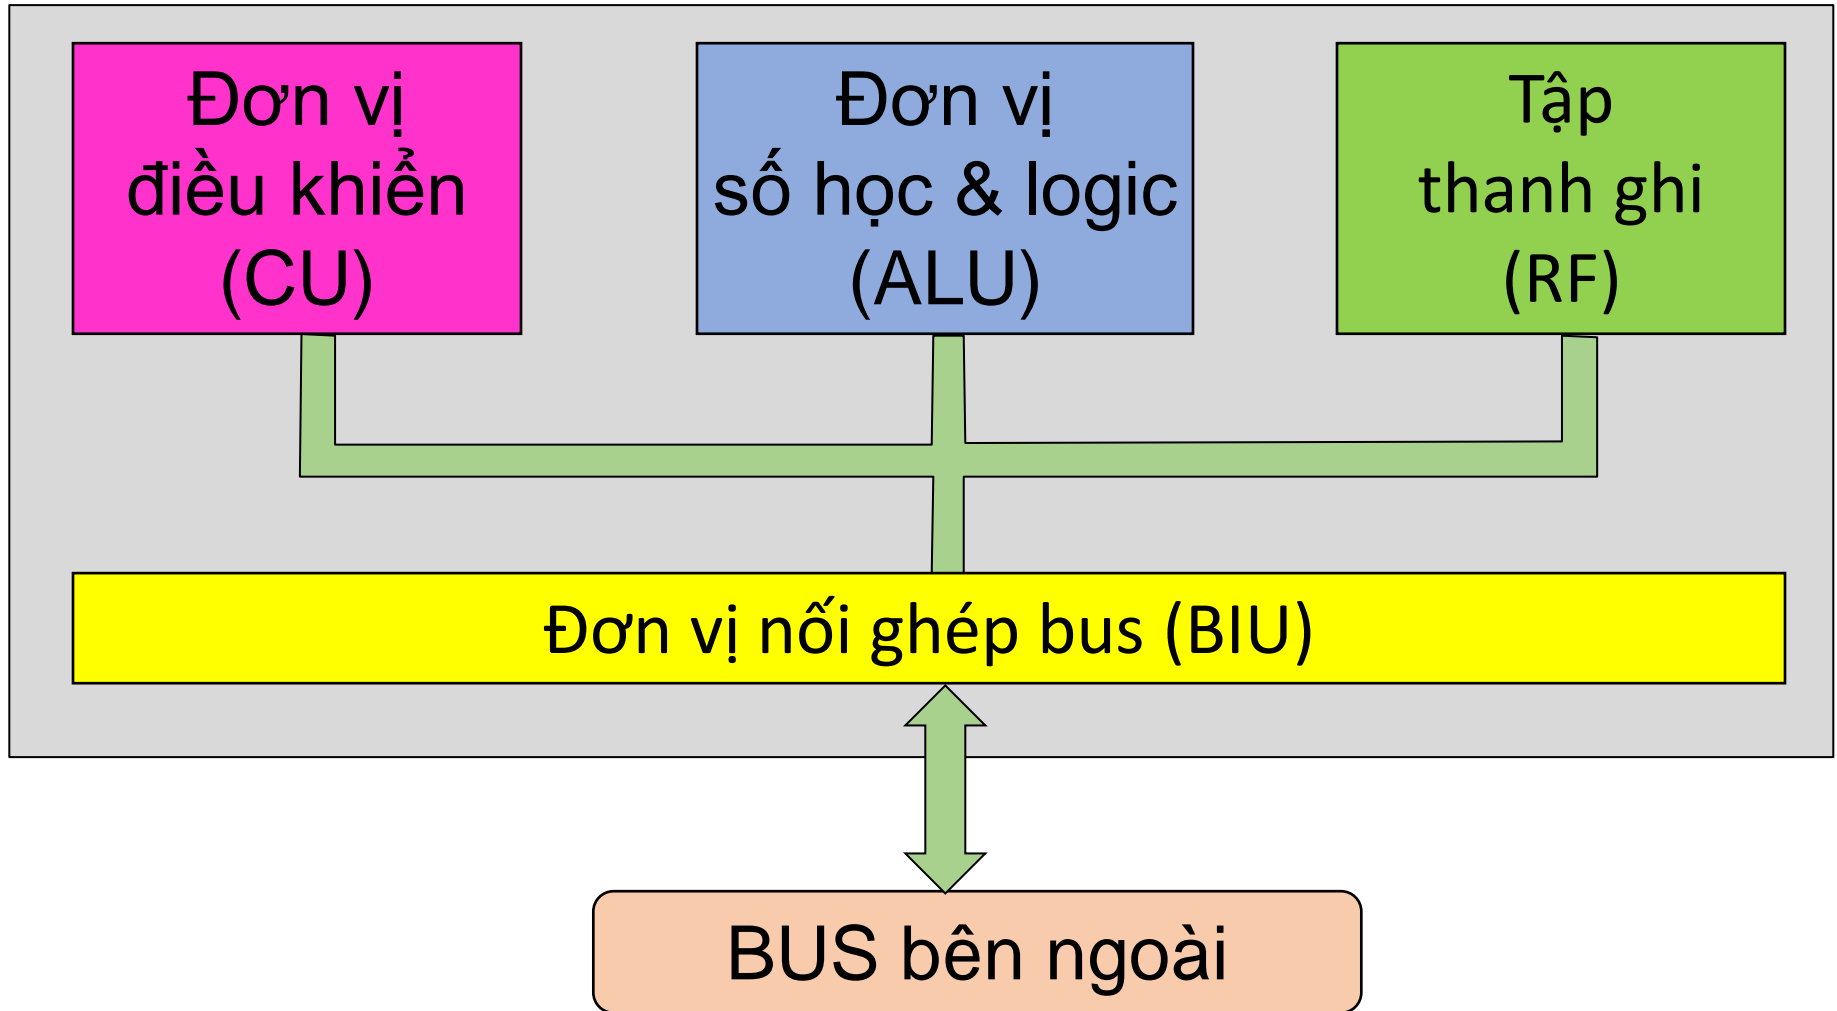 Đơn vị
điều khiển
(CU)
Đơn vị
số học & logic
(ALU)
Tập
thanh ghi
(RF)
Đơn vị nối ghép bus (BIU)
BUS bên ngoài